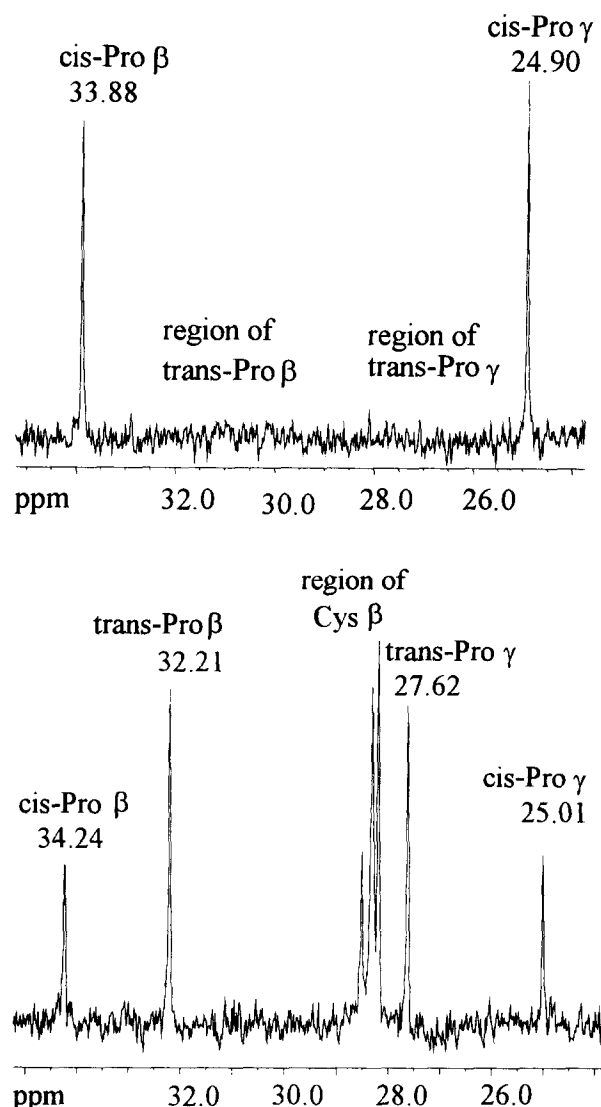 cis-Pro β
33.88
cis-Pro γ
24.90
region of
trans-Pro β
region of
trans-Pro γ
ppm 32.0 30.0 28.0 26.0
region of
Cys β
trans-Pro β
32.21
trans-Pro γ
27.62
cis-Pro β
34.24
cis-Pro γ
25.01
ppm 32.0 30.0 28.0 26.0